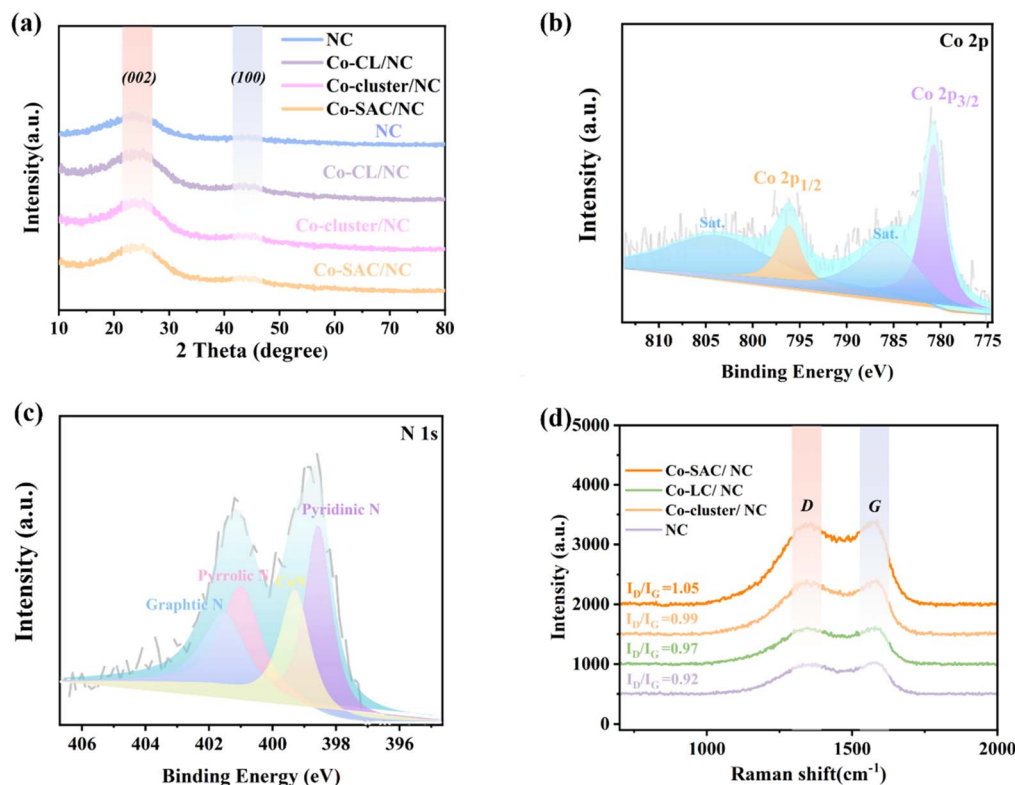 (a)
(002)
(100)
NC
Co-CL/NC
Co-cluster/NC
Co-SAC/NC
NC
Co-CL/NC
Co-cluster/NC
Co-SAC/NC
Intensity(a.u.)
10 20 30 40 50 60 70 80
2 Theta (degree)
(b)
Co 2p
Co 2p3/2
Co 2p1/2
Sat.
Sat.
Intensity (a.u.)
810 805 800 795 790 785 780 775
Binding Energy (eV)
(c)
N 1s
Pyridinic N
Pyrrolic N
Graphtic N
Intensity (a.u.)
406 404 402 400 398 396
Binding Energy (eV)
(d)
5000
4000
3000
2000
1000
0
Co-SAC/ NC
Co-LC/ NC
Co-cluster/ NC
NC
D
G
ID/IG=1.05
ID/IG=0.99
ID/IG=0.97
ID/IG=0.92
Intensity (a.u.)
1000 1500 2000
Raman shift(cm-1)